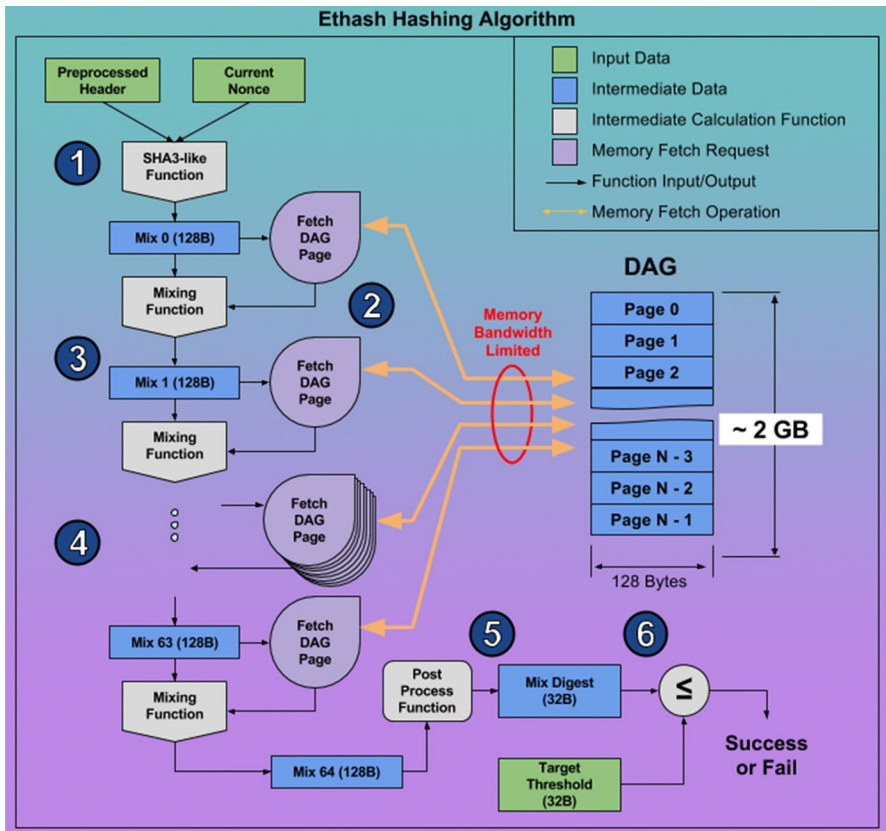 Ethash Hashing Algorithm
Preprocessed
Header
Current
Nonce
Input Data
Intermediate Data
Intermediate Calculation Function
Memory Fetch Request
Function Input/Output
Memory Fetch Operation
1
SHA3-like
Function
Mix 0 (128B)
Fetch
DAG
Page
Mixing
Function
2
3
Mix 1 (128B)
Fetch
DAG
Page
Mixing
Function
4
Fetch
DAG
Page
Mix 63 (128B)
Fetch
DAG
Page
Mixing
Function
Mix 64 (128B)
Memory
Bandwidth
Limited
DAG
Page 0
Page 1
Page 2
Page N - 3
Page N - 2
Page N - 1
~ 2 GB
128 Bytes
5
6
Post
Process
Function
Mix Digest
(32B)
≤
Target
Threshold
(32B)
Success
or Fail